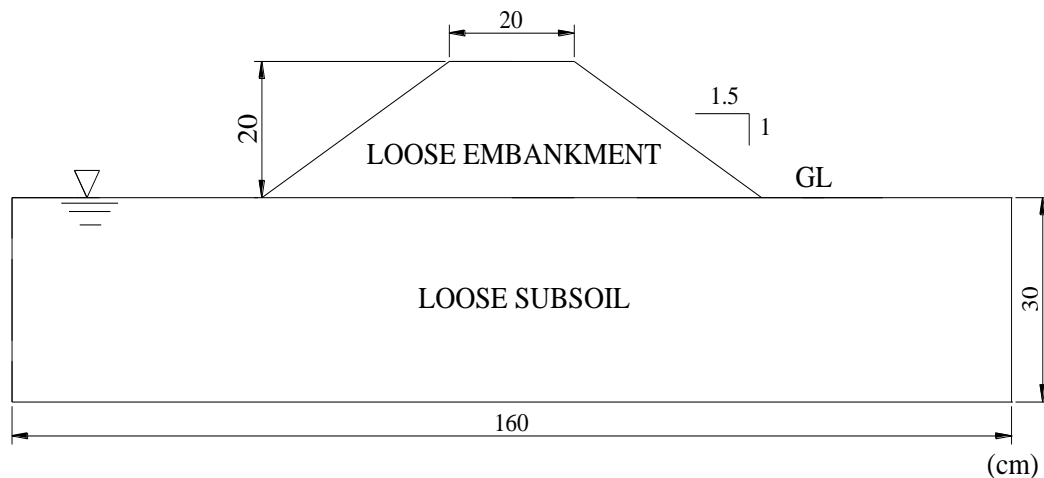 20
1.5
1
20
LOOSE EMBANKMENT
GL
LOOSE SUBSOIL
30
160
(cm)